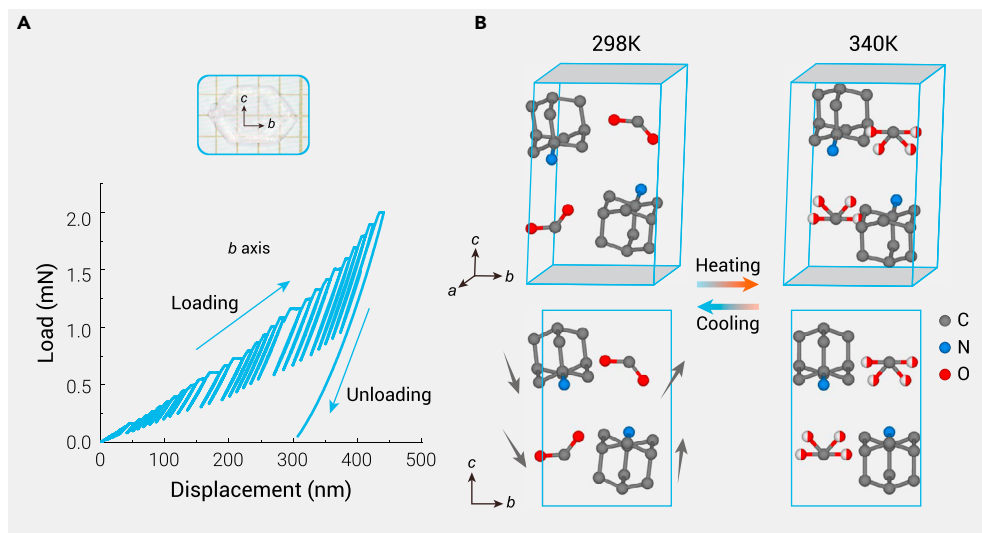 A
B
298K
340K
c
b
2.0
1.5
1.0
0.5
0.0
Load (mN)
b axis
Loading
Unloading
0
100
200
300
400
500
Displacement (nm)
c
b
a
Heating
Cooling
C
N
O
c
b